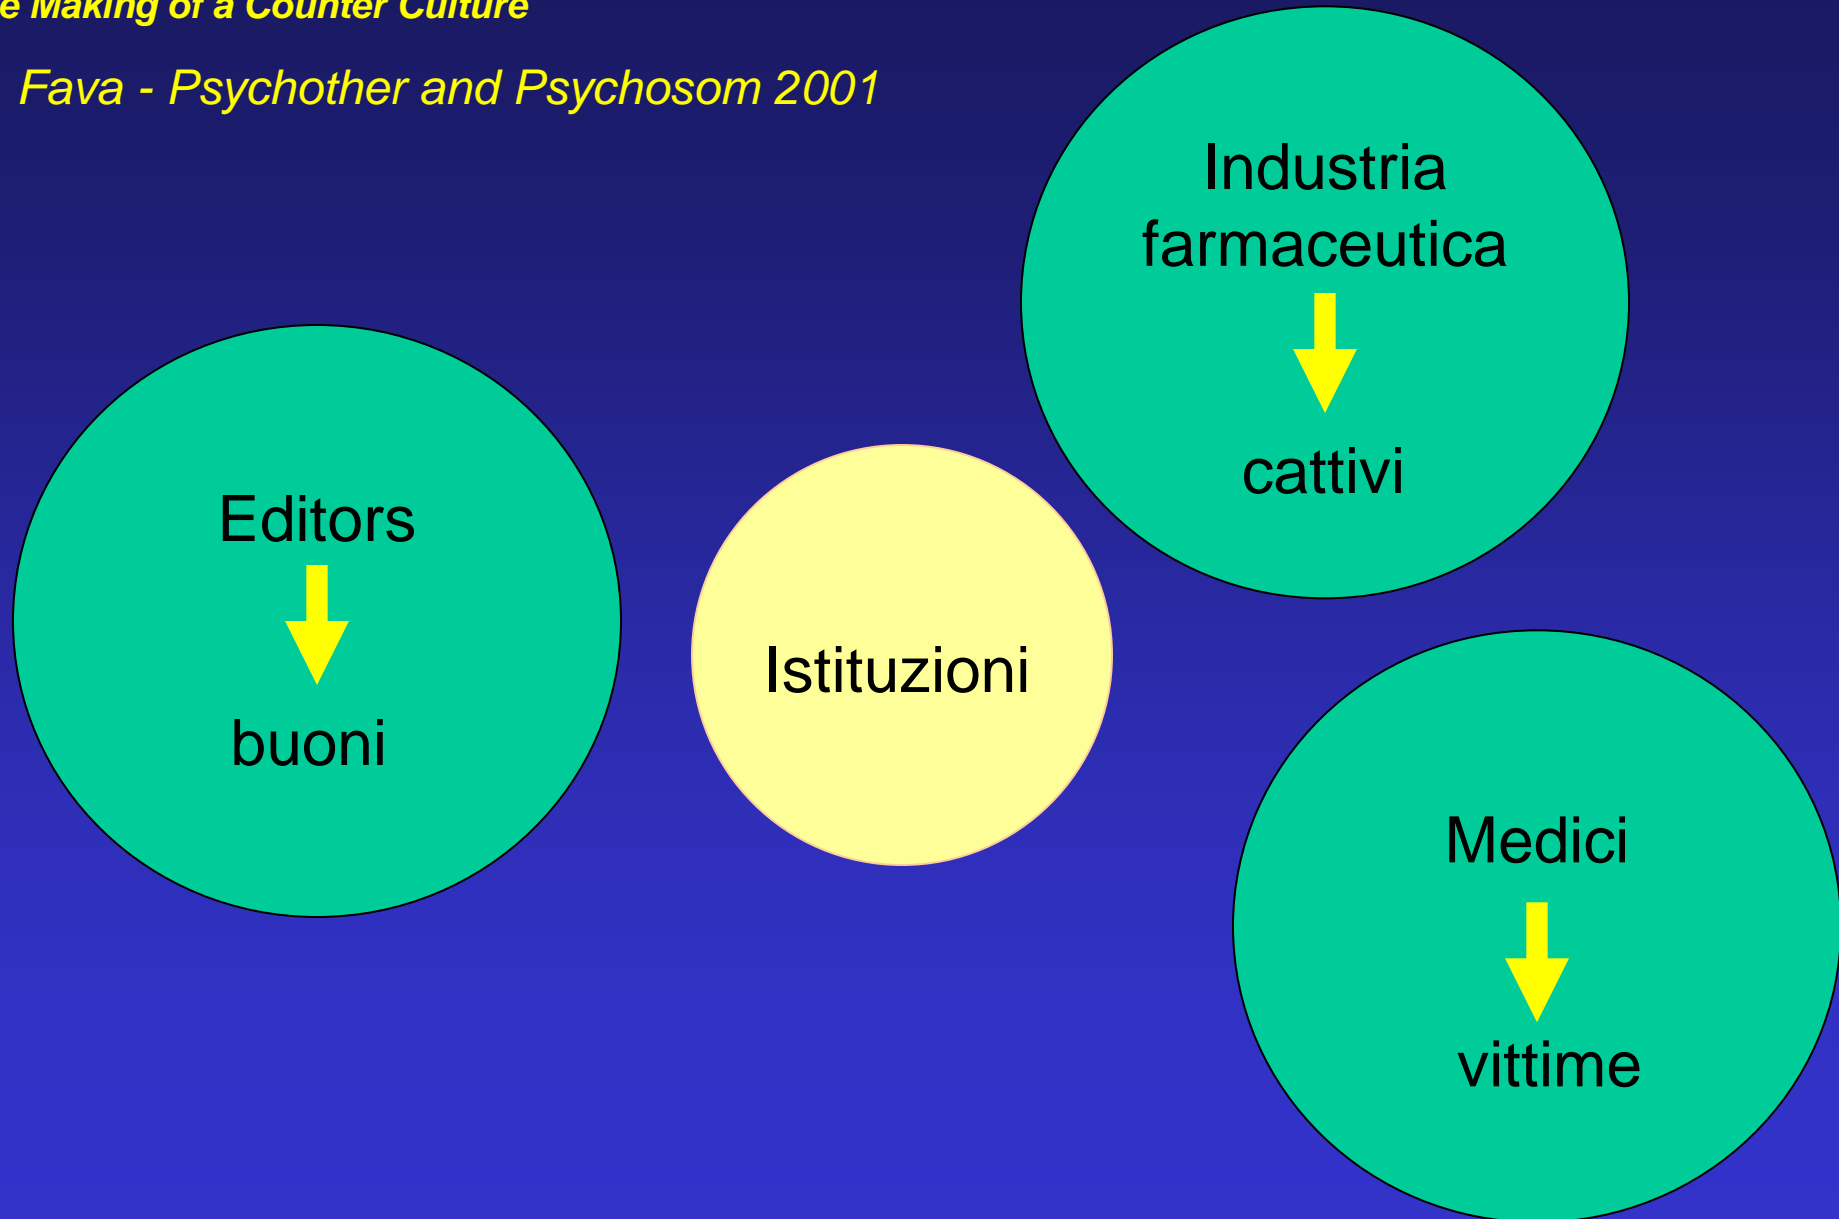 Making of a Counter Culture
Fava - Psychother and Psychosom 2001
Industria
farmaceutica
cattivi
Editors
buoni
Istituzioni
Medici
vittime